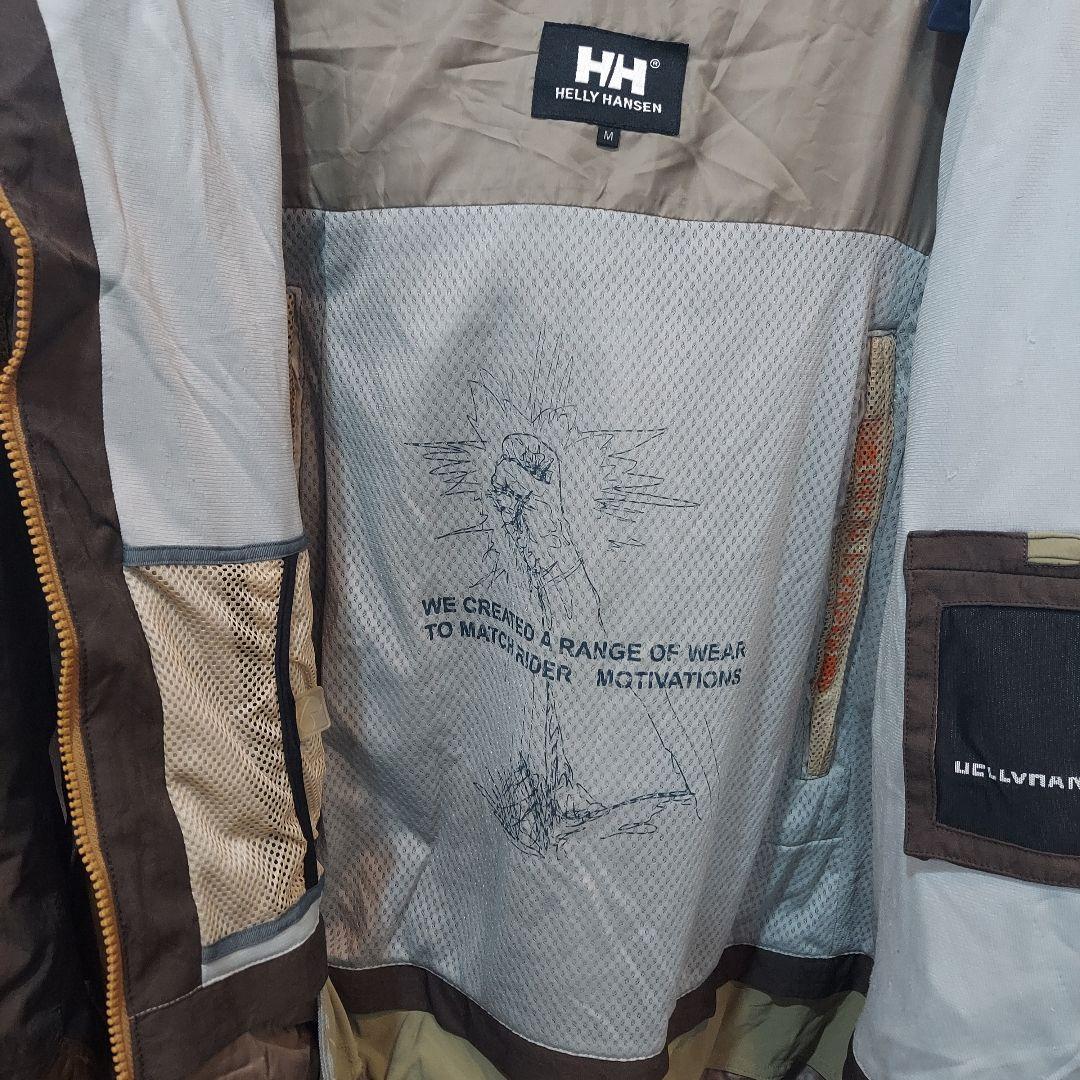 HH®
HELLY HANSEN
M
WE CREATED A RANGE OF WEAR
TO MATCH RIDER MOTIVATIONS